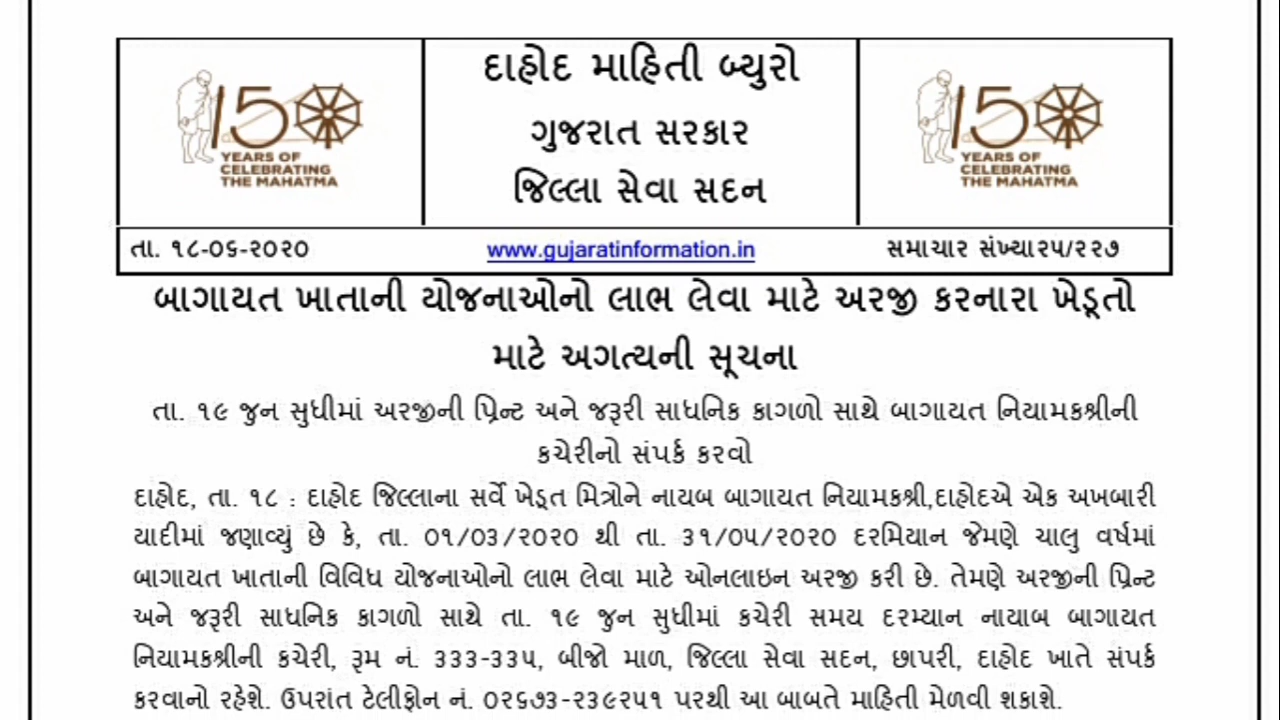 દાહોદ માહિતી બ્યુરો
ગુજરાત સરકાર
જિલ્લા સેવા સદન
150
YEARS OF
CELEBRATING
THE MAHATMA
150
YEARS OF
CELEBRATING
THE MAHATMA
તા. ૧૮-૦૬-૨૦૨૦ www.gujaratinformation.in સમાચાર સંખ્યા૨૫/૨૨૭
બાગાયત ખાતાની યોજનાઓનો લાભ લેવા માટે અરજી કરનારા ખેડૂતો
માટે અગત્યની સૂચના
તા. ૧૯ જુન સુધીમાં અરજીની પ્રિન્ટ અને જરૂરી સાધનિક કાગળો સાથે બાગાયત નિયામકશ્રીની
કચેરીનો સંપર્ક કરવો
દાહોદ, તા. ૧૮ : દાહોદ જિલ્લાના સર્વે ખેડૂત મિત્રોને નાયબ બાગાયત નિયામકશ્રી,દાહોદએ એક અખબારી
યાદીમાં જણાવ્યું છે કે, તા. ૦૧/૦૩/૨૦૨૦ થી તા. ૩૧/૦૫/૨૦૨૦ દરમિયાન જેમણે ચાલુ વર્ષમાં
બાગાયત ખાતાની વિવિધ યોજનાઓનો લાભ લેવા માટે ઓનલાઇન અરજી કરી છે. તેમણે અરજીની પ્રિન્ટ
અને જરૂરી સાધનિક કાગળો સાથે તા. ૧૯ જુન સુધીમાં કચેરી સમય દરમ્યાન નાયાબ બાગાયત
નિયામકશ્રીની કચેરી, રૂમ નં. ૩૩૩-૩૩૫, બીજો માળ, જિલ્લા સેવા સદન, છાપરી, દાહોદ ખાતે સંપર્ક
કરવાનો રહેશે. ઉપરાંત ટેલીફોન નં. ૦૨૬૭૩-૨૩૯૨૫૧ પરથી આ બાબતે માહિતી મેળવી શકાશે.